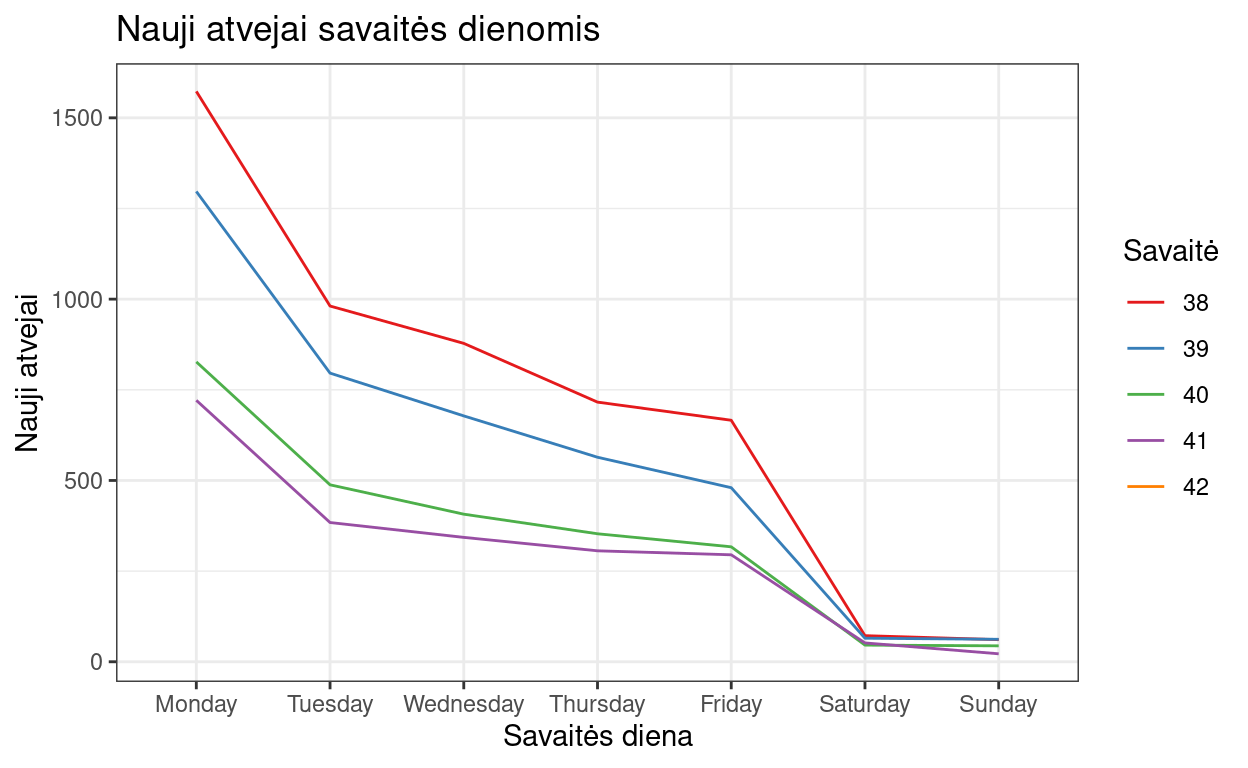 Nauji atvejai savaitės dienomis
Nauji atvejai
1500
1000
500
0
Monday Tuesday Wednesday Thursday Friday Saturday Sunday
Savaitės diena
Savaitė
38
39
40
41
42